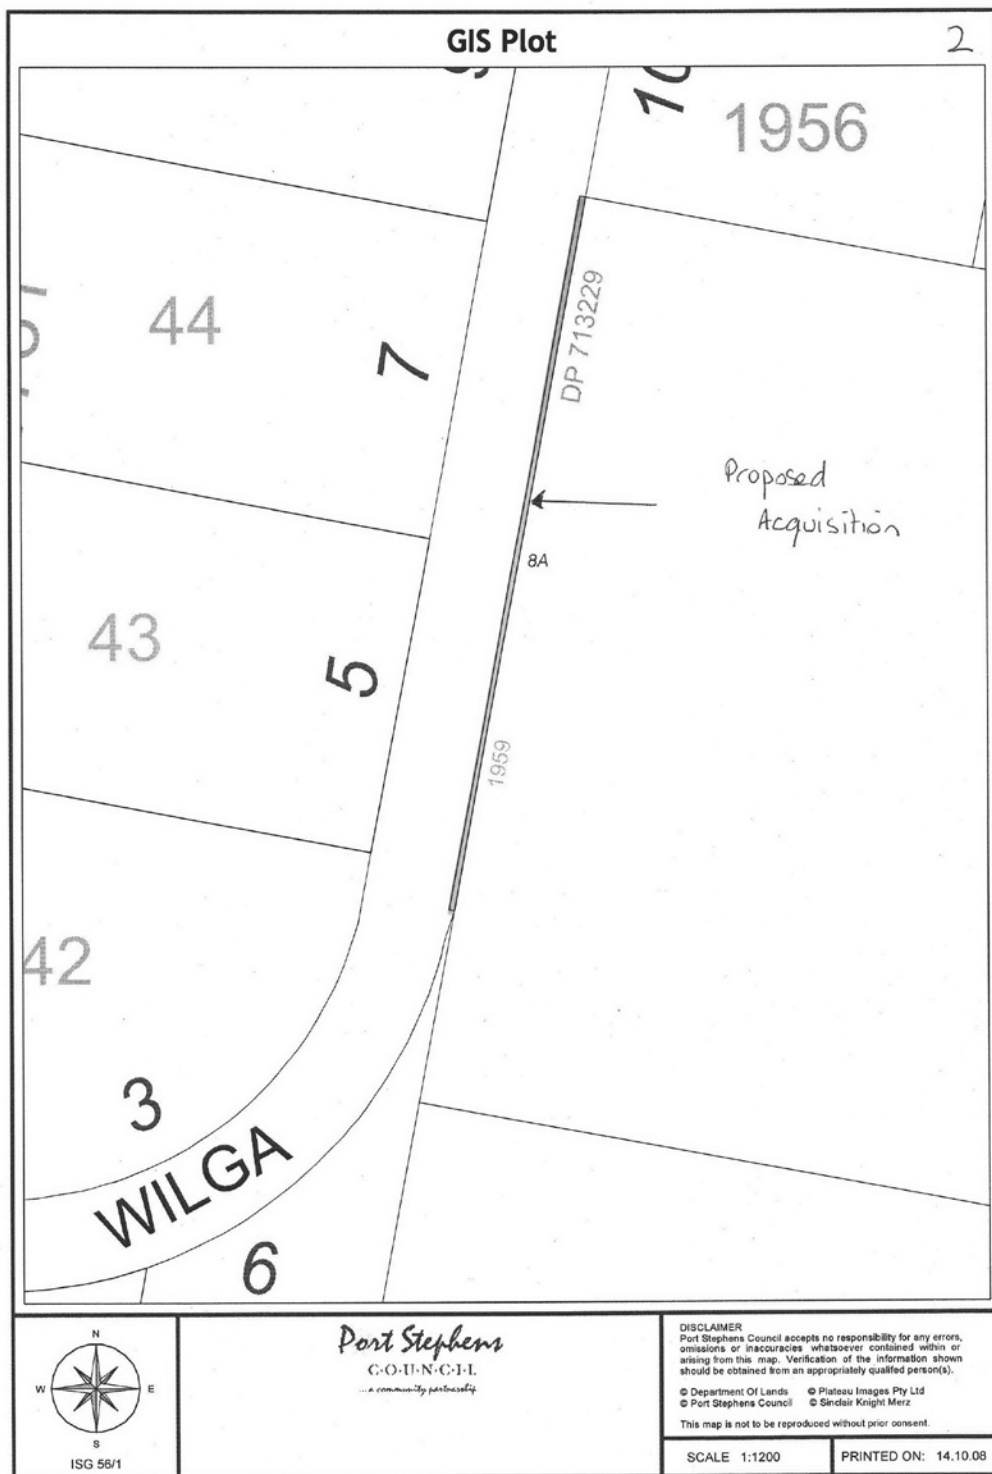 GIS Plot
2
10
1956
44
7
DP 713229
Proposed
Acquisition
8A
43
5
1959
42
3
WILGA
6
N
W
E
S
ISG 56/1
Port Stephens
C·O·U·N·C·I·L
...a community partnership
DISCLAIMER
Port Stephens Council accepts no responsibility for any errors,
omissions or inaccuracies whatsoever contained within or
arising from this map. Verification of the information shown
should be obtained from an appropriately qualifed person(s).
© Department Of Lands © Plateau Images Pty Ltd
© Port Stephens Council © Sinclair Knight Merz
This map is not to be reproduced without prior consent.
SCALE 1:1200
PRINTED ON: 14.10.08